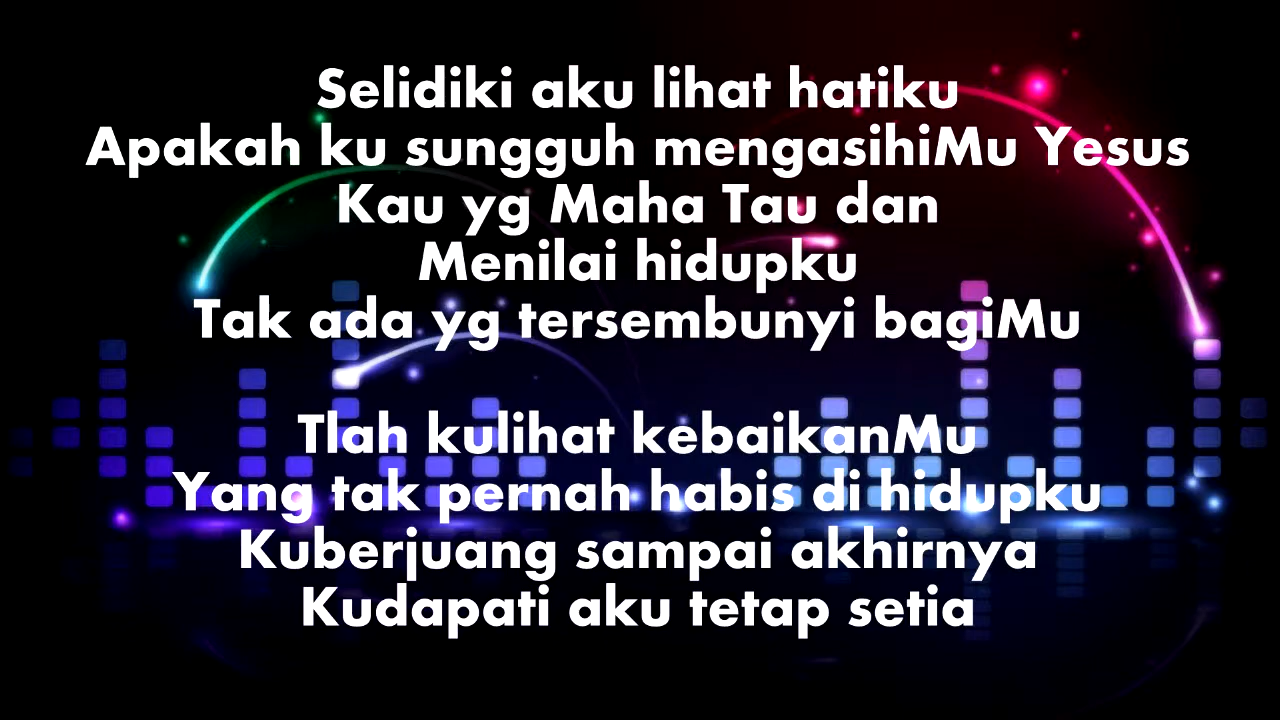 Selidiki aku lihat hatiku
Apakah ku sungguh mengasihiMu Yesus
Kau yg Maha Tau dan
Menilai hidupku
Tak ada yg tersembunyi bagiMu
Tlah kulihat kebaikanMu
Yang tak pernah habis di hidupku
Kuberjuang sampai akhirnya
Kudapati aku tetap setia